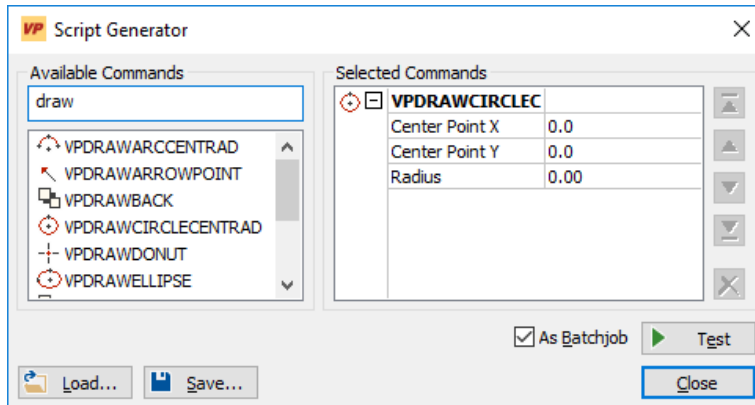 VP Script Generator
Available Commands
draw
VPDRAWARCCENTRAD
VPDRAWARROWPOINT
VPDRAWBACK
VPDRAWCIRCLECENTRAD
VPDRAWDONUT
VPDRAWELLIPSE
Selected Commands
VPDRAWCIRCLEC
Center Point X 0.0
Center Point Y 0.0
Radius 0.00
As Batchjob
Test
Load...
Save...
Close